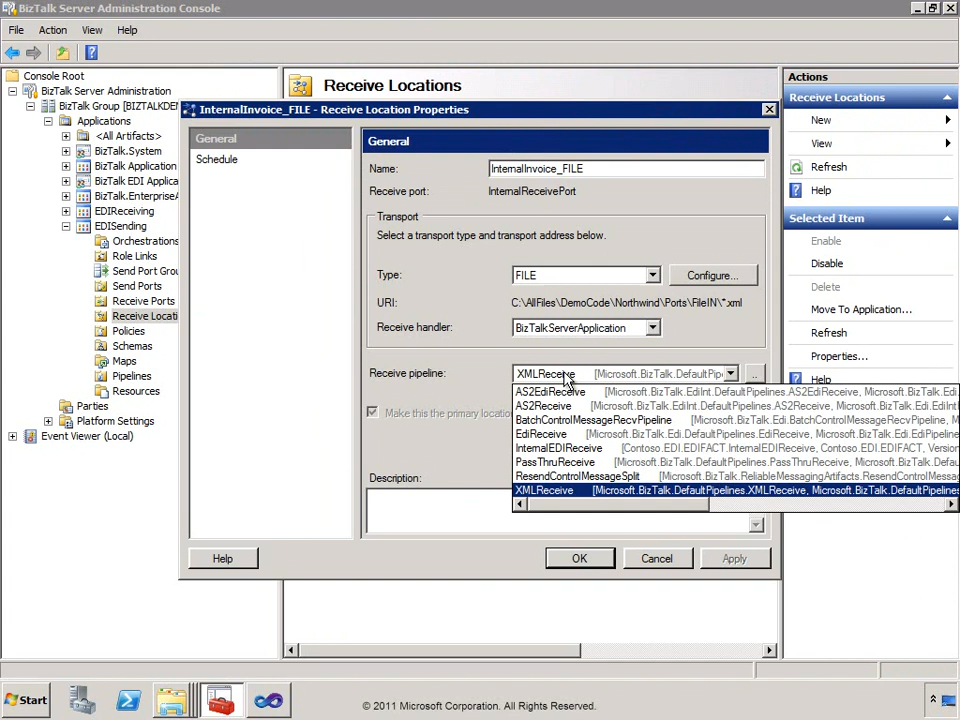 BizTalk Server Administration Console
File Action View Help
Console Root
BizTalk Server Administration
BizTalk Group [BIZTALKDEM
Applications
<All Artifacts>
BizTalk.System
BizTalk Application
BizTalk EDI Applica
BizTalk.EnterpriseA
EDIReceiving
EDISending
Orchestrations
Role Links
Send Port Grou
Send Ports
Receive Ports
Receive Locati
Policies
Schemas
Maps
Pipelines
Resources
Parties
Platform Settings
Event Viewer (Local)
Receive Locations
InternalInvoice_FILE - Receive Location Properties
General
Schedule
General
Name: InternalInvoice_FILE
Receive port: InternalReceivePort
Transport
Select a transport type and transport address below.
Type: FILE Configure...
URI: C:\AllFiles\DemoCode\Northwind\Ports\FileIN\*.xml
Receive handler: BizTalkServerApplication
Receive pipeline: XMLReceive [Microsoft.BizTalk.DefaultPip ...
AS2EdiReceive [Microsoft.BizTalk.EdiInt.DefaultPipelines.AS2EdiReceive, Microsoft.BizTalk.Edi.
AS2Receive [Microsoft.BizTalk.EdiInt.DefaultPipelines.AS2Receive, Microsoft.BizTalk.EdiInt
BatchControlMessageRecvPipeline [Microsoft.BizTalk.Edi.BatchControlMessageRecvPipeline, M
EdiReceive [Microsoft.BizTalk.Edi.DefaultPipelines.EdiReceive, Microsoft.BizTalk.Edi.EdiPipeline
InternalEDIReceive [Contoso.EDI.EDIFACT.InternalEDIReceive, Contoso.EDI.EDIFACT, Version
PassThruReceive [Microsoft.BizTalk.DefaultPipelines.PassThruReceive, Microsoft.BizTalk.Defau
ResendControlMessageSplit [Microsoft.BizTalk.ReliableMessagingArtifacts.ResendControlMessag
XMLReceive [Microsoft.BizTalk.DefaultPipelines.XMLReceive, Microsoft.BizTalk.DefaultPipelines
Make this the primary location
Description:
Help OK Cancel Apply
Actions
Receive Locations
New
View
Refresh
Help
Selected Item
Enable
Disable
Delete
Move To Application...
Refresh
Properties...
Help
Start
© 2011 Microsoft Corporation. All Rights Reserved.